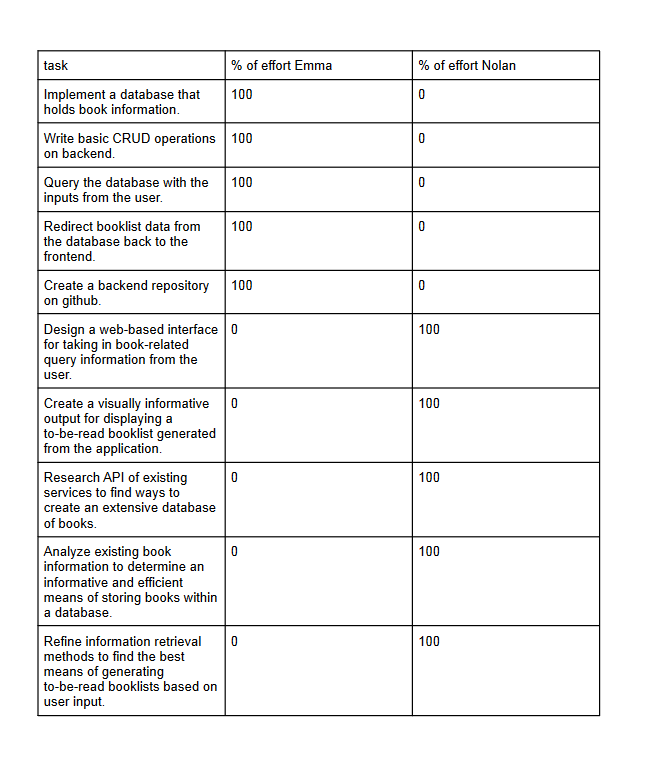 task % of effort Emma % of effort Nolan
Implement a database that 100 0
holds book information.
Write basic CRUD operations 100 0
on backend.
Query the database with the 100 0
inputs from the user.
Redirect booklist data from 100 0
the database back to the
frontend.
Create a backend repository 100 0
on github.
Design a web-based interface 0 100
for taking in book-related
query information from the
user.
Create a visually informative 0 100
output for displaying a
to-be-read booklist generated
from the application.
Research API of existing 0 100
services to find ways to
create an extensive database
of books.
Analyze existing book 0 100
information to determine an
informative and efficient
means of storing books within
a database.
Refine information retrieval 0 100
methods to find the best
means of generating
to-be-read booklists based on
user input.